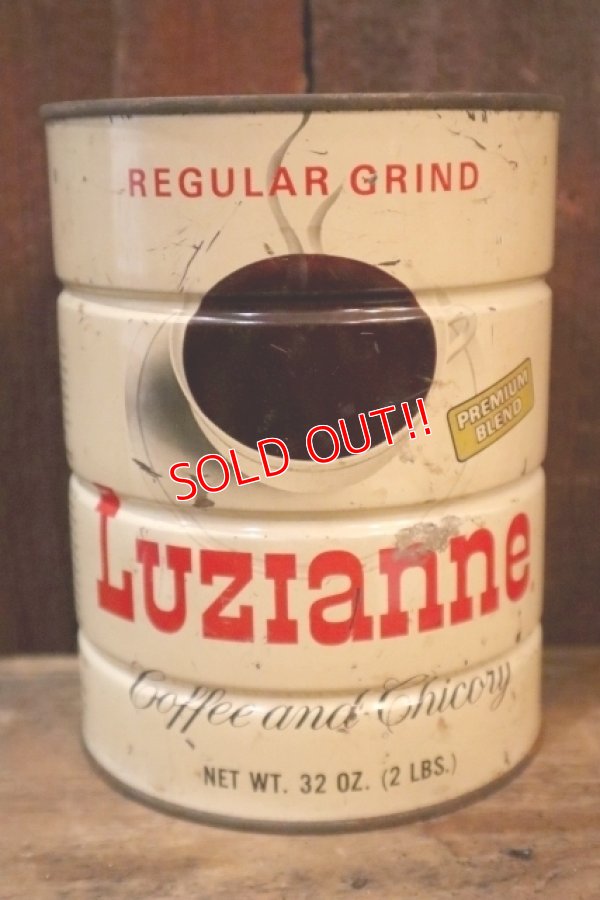 REGULAR GRIND
PREMIUM
BLEND
SOLD OUT!!
Luzianne
Coffee and Chicory
NET WT. 32 OZ. (2 LBS.)